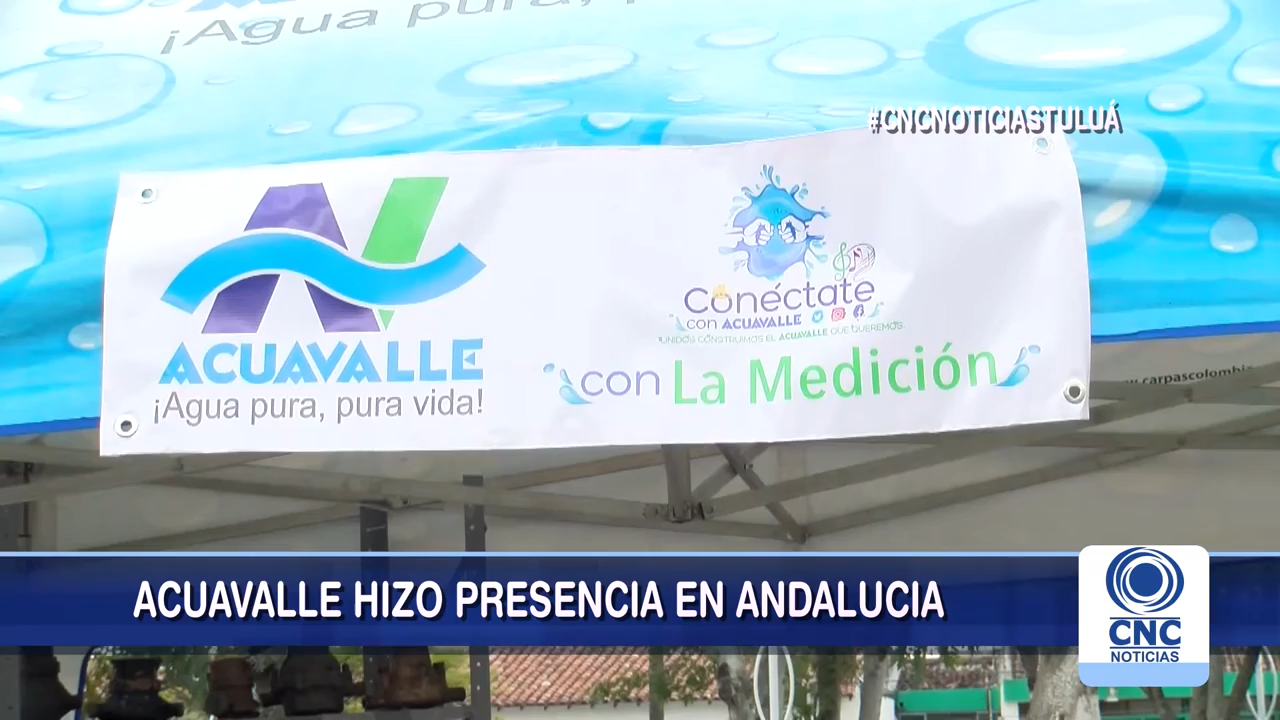 ¡Agua pura,
#CNCNOTICIASTULUÁ
ACUAVALLE
¡Agua pura, pura vida!
Conéctate
con ACUAVALLE
UNIDOS CONSTRUIMOS EL ACUAVALLE QUE QUEREMOS.
con La Medición
.carpascolombia
ACUAVALLE HIZO PRESENCIA EN ANDALUCIA
CNC
NOTICIAS